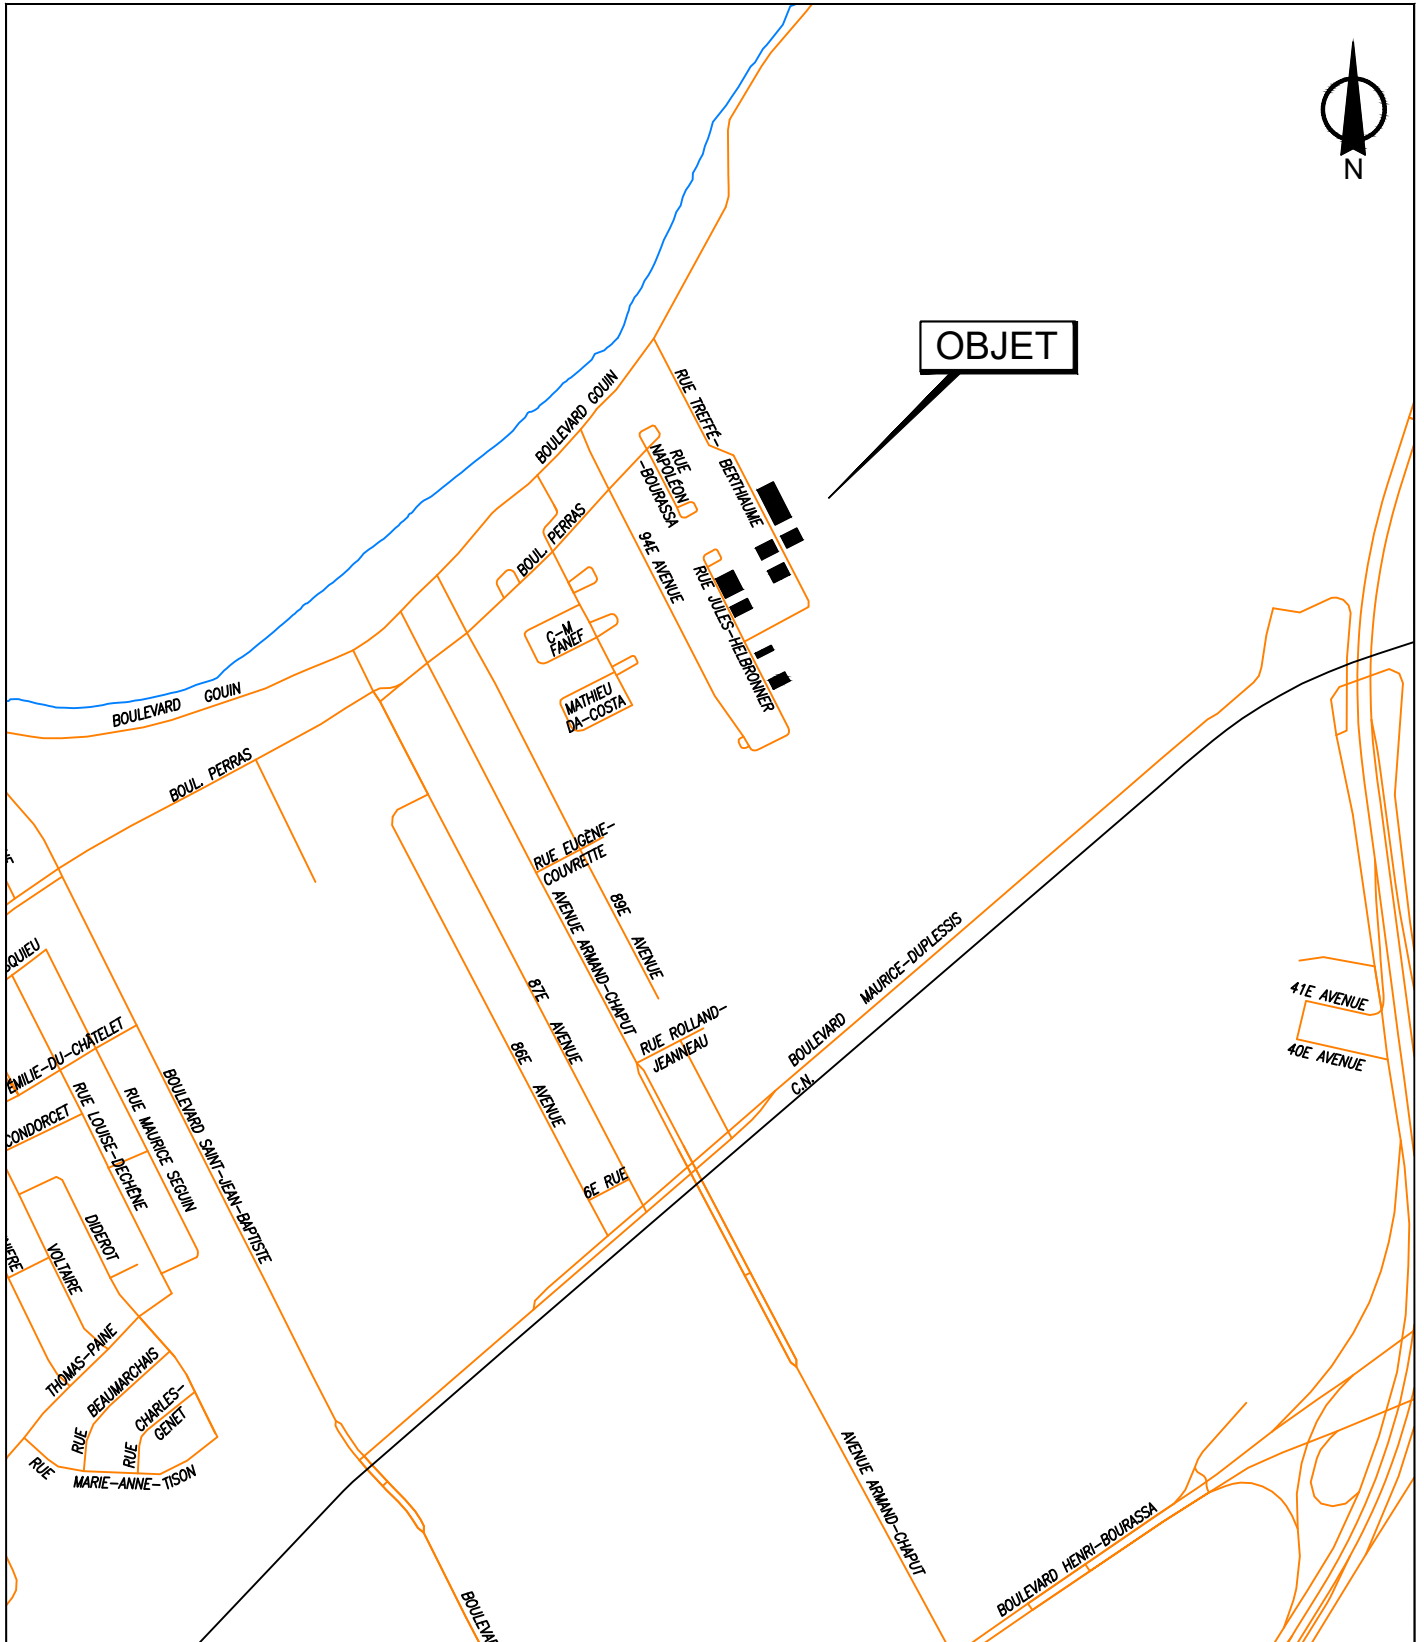 N
OBJET
BOULEVARD GOUIN
RUE TREFFÉ-
BERTHIAUME
RUE
NAPOLÉON
-BOURASSA
94E AVENUE
BOUL. PERRAS
RUE JULES-HELBRONNER
C-M
FANEF
MATHIEU
DA-COSTA
BOULEVARD GOUIN
BOUL. PERRAS
RUE EUGÈNE-
COUVRETTE
AVENUE ARMAND-CHAPUT
89E AVENUE
87E AVENUE
86E AVENUE
RUE ROLLAND-
JEANNEAU
6E RUE
BOULEVARD MAURICE-DUPLESSIS
C.N.
41E AVENUE
40E AVENUE
ÉMILIE-DU-CHÂTELET
CONDORCET
RUE LOUISE-DECHÊNE
RUE MAURICE SEGUIN
BOULEVARD SAINT-JEAN-BAPTISTE
DIDEROT
VOLTAIRE
THOMAS-PAINE
RUE BEAUMARCHAIS
RUE CHARLES-
GENET
RUE MARIE-ANNE-TISON
AVENUE ARMAND-CHAPUT
BOULEVARD HENRI-BOURASSA